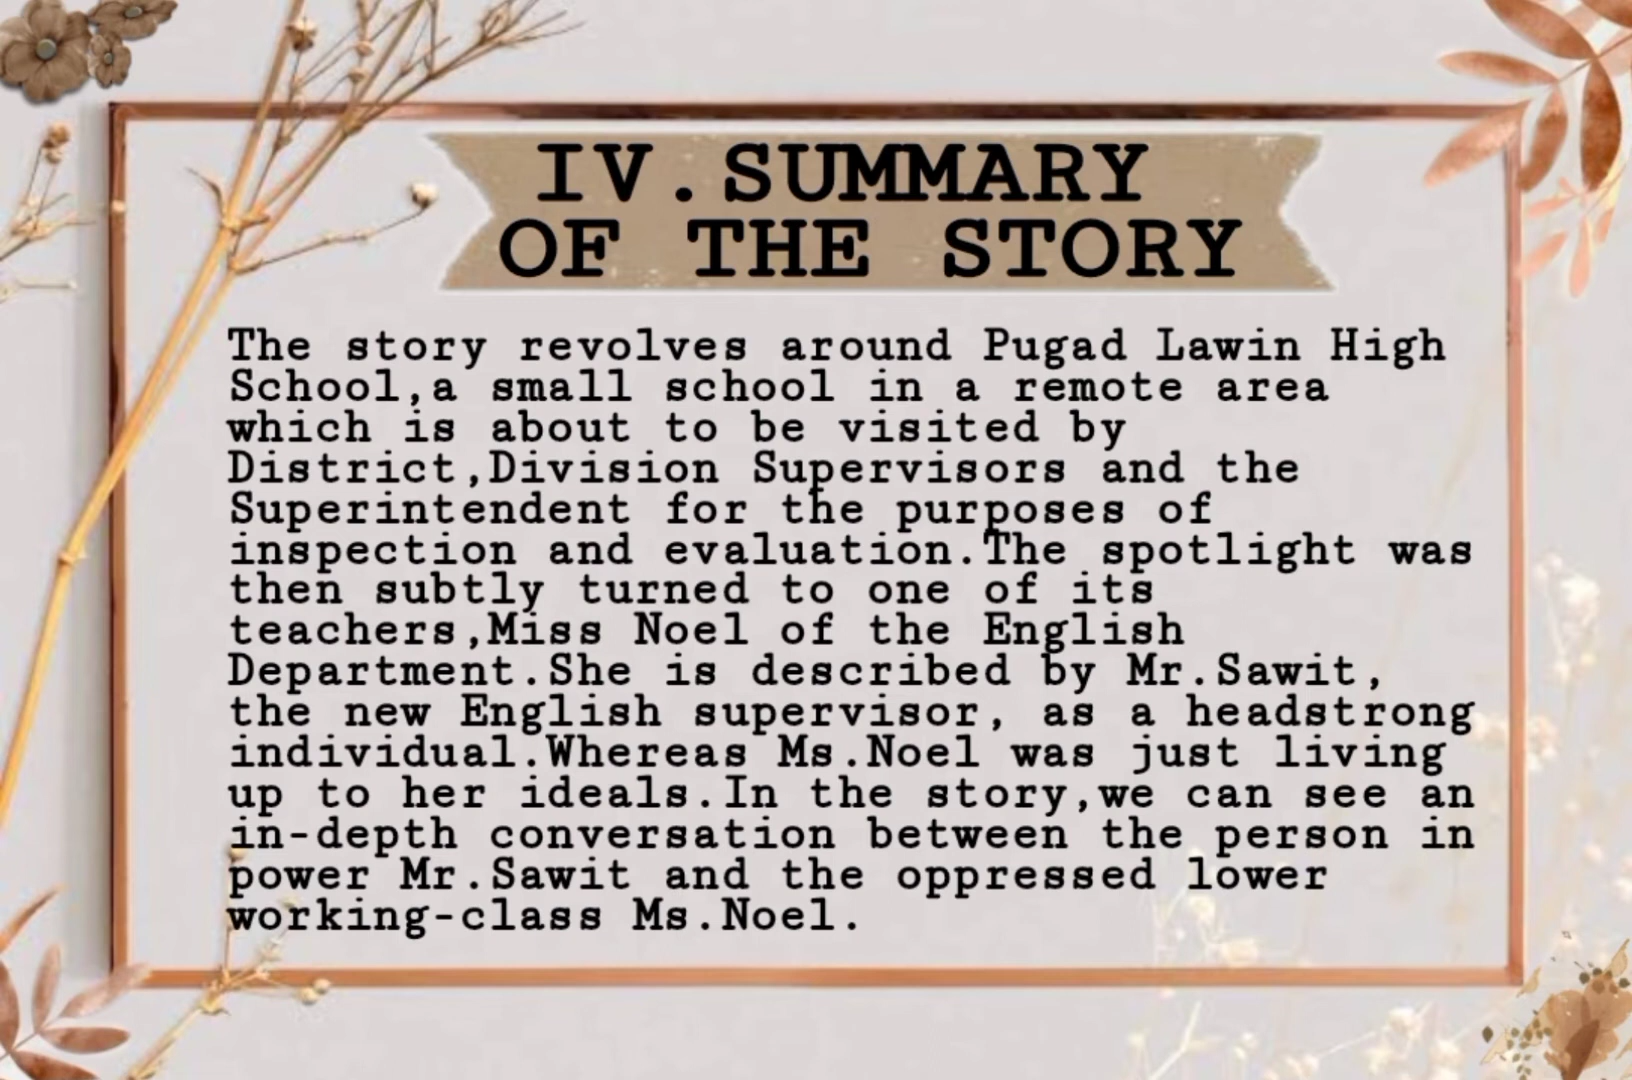 IV.SUMMARY
OF THE STORY
The story revolves around Pugad Lawin High
School,a small school in a remote area
which is about to be visited by
District,Division Supervisors and the
Superintendent for the purposes of
inspection and evaluation.The spotlight was
then subtly turned to one of its
teachers,Miss Noel of the English
Department.She is described by Mr.Sawit,
the new English supervisor, as a headstrong
individual.Whereas Ms.Noel was just living
up to her ideals.In the story,we can see an
in-depth conversation between the person in
power Mr.Sawit and the oppressed lower
working-class Ms.Noel.